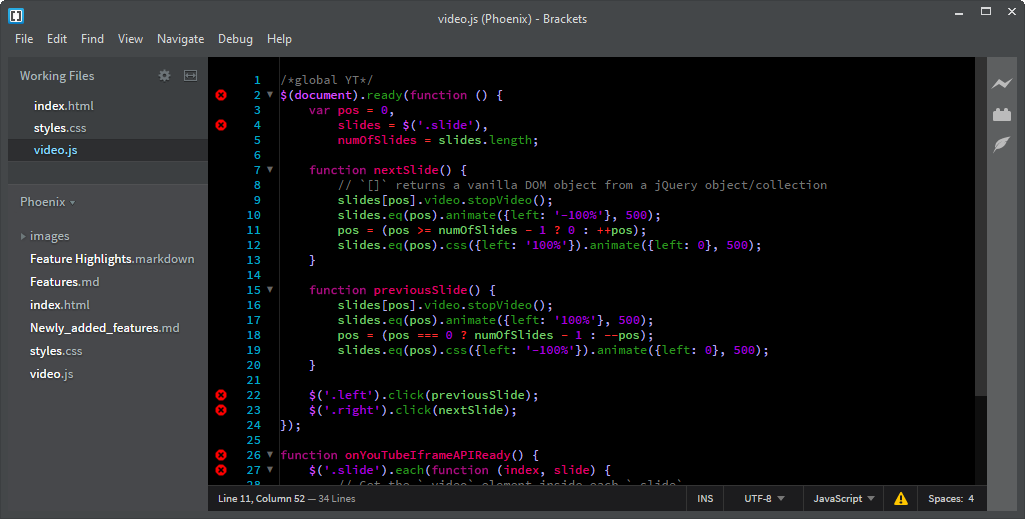 video.js (Phoenix) - Brackets
File Edit Find View Navigate Debug Help
Working Files
index.html
styles.css
video.js
Phoenix
images
Feature Highlights.markdown
Features.md
index.html
Newly_added_features.md
styles.css
video.js
1 /*global YT*/
2 $(document).ready(function () {
3     var pos = 0,
4         slides = $('.slide'),
5         numOfSlides = slides.length;
6
7     function nextSlide() {
8         // `[]` returns a vanilla DOM object from a jQuery object/collection
9         slides[pos].video.stopVideo();
10         slides.eq(pos).animate({left: '-100%'}, 500);
11         pos = (pos >= numOfSlides - 1 ? 0 : ++pos);
12         slides.eq(pos).css({left: '100%'}).animate({left: 0}, 500);
13     }
14
15     function previousSlide() {
16         slides[pos].video.stopVideo();
17         slides.eq(pos).animate({left: '100%'}, 500);
18         pos = (pos === 0 ? numOfSlides - 1 : --pos);
19         slides.eq(pos).css({left: '-100%'}).animate({left: 0}, 500);
20     }
21
22     $('.left').click(previousSlide);
23     $('.right').click(nextSlide);
24 });
25
26 function onYouTubeIframeAPIReady() {
27     $('.slide').each(function (index, slide) {
28         // Get the `.video` element inside each `.slide`
Line 11, Column 52 — 34 Lines INS UTF-8 JavaScript Spaces: 4